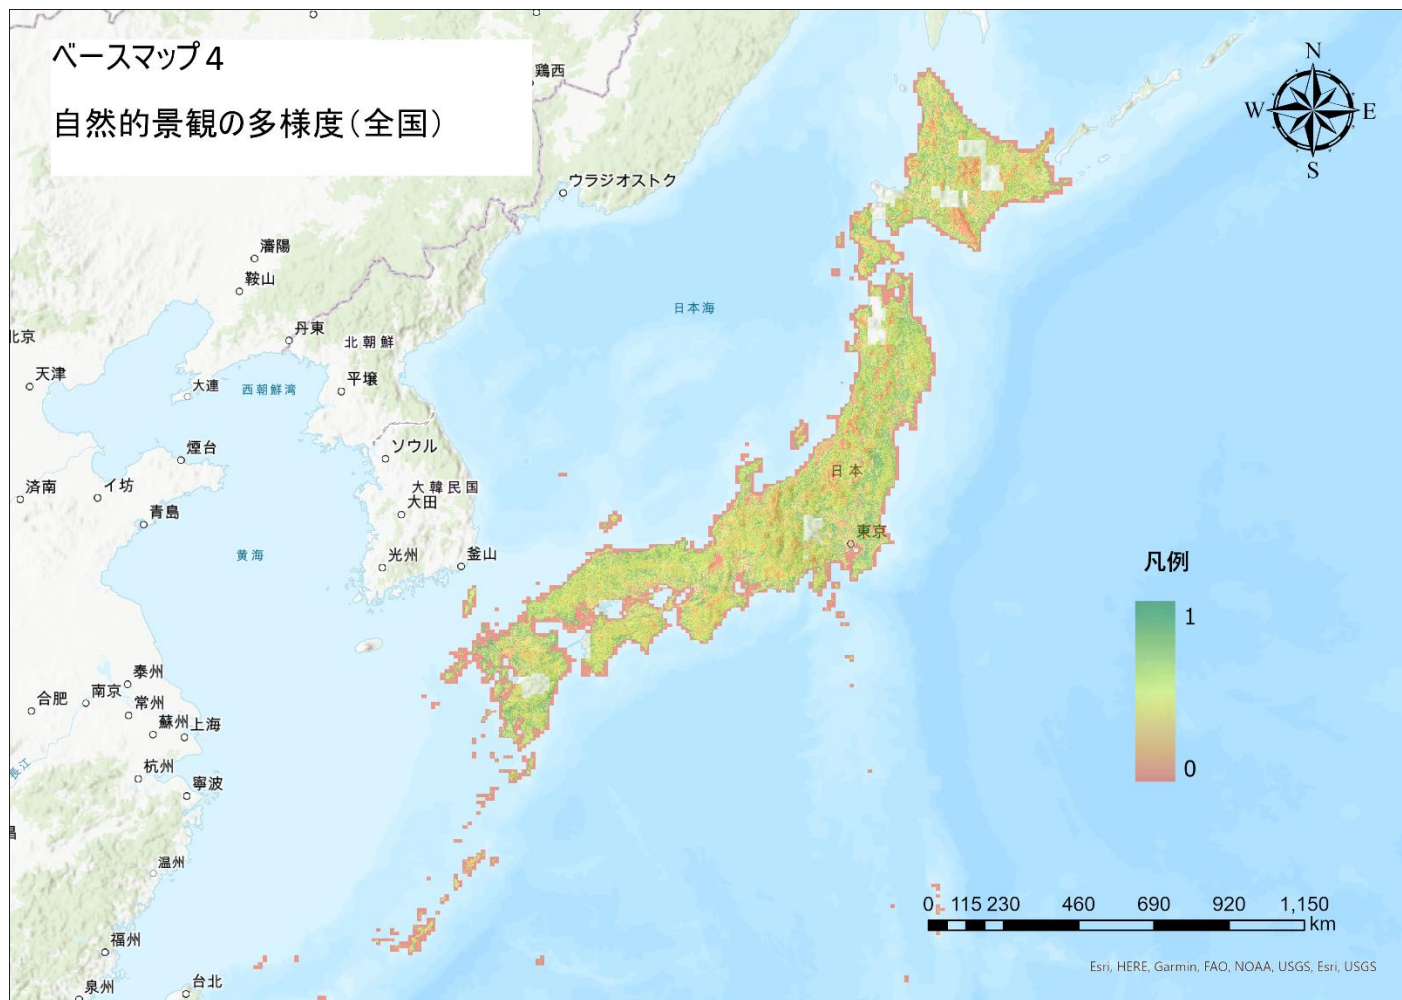 ベースマップ4
自然的景観の多様度(全国)
鶏西
ウラジオストク
瀋陽
鞍山
丹東
北朝鮮
北京
天津
大連
西朝鮮湾
平壌
日本海
煙台
ソウル
済南
イ坊
大韓民国
大田
青島
黄海
光州
釜山
日本
東京
泰州
合肥
南京
常州
蘇州
上海
長江
杭州
寧波
昌
温州
福州
泉州
台北
N
W
E
S
凡例
1
0
0 115 230 460 690 920 1,150
km
Esri, HERE, Garmin, FAO, NOAA, USGS, Esri, USGS